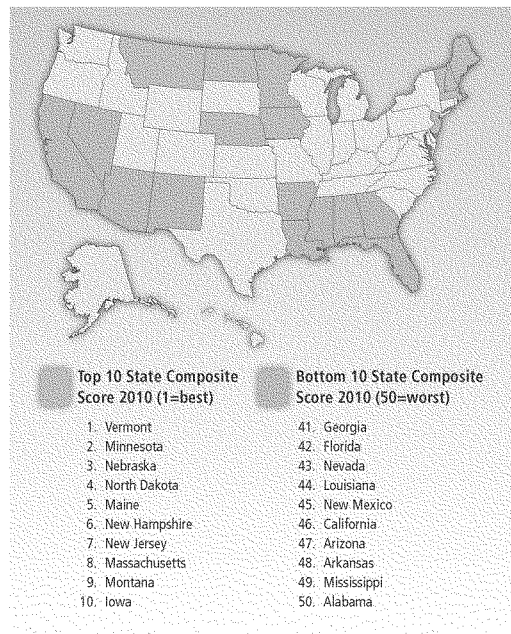 Top 10 State Composite
Score 2010 (1=best)
1. Vermont
2. Minnesota
3. Nebraska
4. North Dakota
5. Maine
6. New Hampshire
7. New Jersey
8. Massachusetts
9. Montana
10. Iowa
Bottom 10 State Composite
Score 2010 (50=worst)
41. Georgia
42. Florida
43. Nevada
44. Louisiana
45. New Mexico
46. California
47. Arizona
48. Arkansas
49. Mississippi
50. Alabama